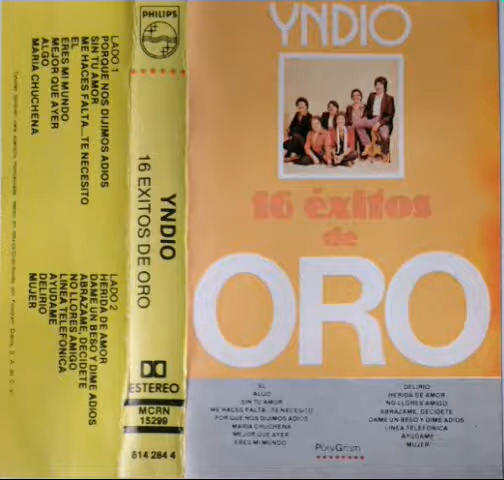 LADO 1
PORQUE NOS DIJIMOS ADIOS
SIN TU AMOR
ME HACES FALTA...TE NECESITO
EL
ERES MI MUNDO
MEJOR QUE AYER
ALGO
MARIA CHUCHENA
LADO 2
HERIDA DE AMOR
DAME UN BESO Y DIME ADIOS
ABRAZAME, DECIDETE
NO LLORES AMIGO
LINEA TELEFONICA
AYUDAME
DELIRIO
MUJER
PHILIPS
YNDIO
16 EXITOS DE ORO
ESTEREO
MCRN
15299
814 284 4
YNDIO
16 éxitos
de
ORO
EL
ALGO
SIN TU AMOR
ME HACES FALTA...TE NECESITO
POR QUE NOS DIJIMOS ADIOS
MARIA CHUCHENA
MEJOR QUE AYER
ERES MI MUNDO
DELIRIO
HERIDA DE AMOR
NO LLORES AMIGO
ABRAZAME, DECIDETE
DAME UN BESO Y DIME ADIOS
LINEA TELEFONICA
AYUDAME
MUJER
PolyGram